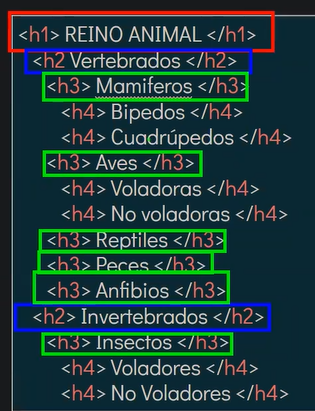 <h1> REINO ANIMAL </h1>
<h2 Vertebrados </h2>
<h3> Mamiferos </h3>
<h4> Bipedos </h4>
<h4> Cuadrúpedos </h4>
<h3> Aves </h3>
<h4> Voladoras </h4>
<h4> No voladoras </h4>
<h3> Reptiles </h3>
<h3> Peces </h3>
<h3> Anfibios </h3>
<h2> Invertebrados </h2>
<h3> Insectos </h3>
<h4> Voladores </h4>
<h4> No Voladores </h4>